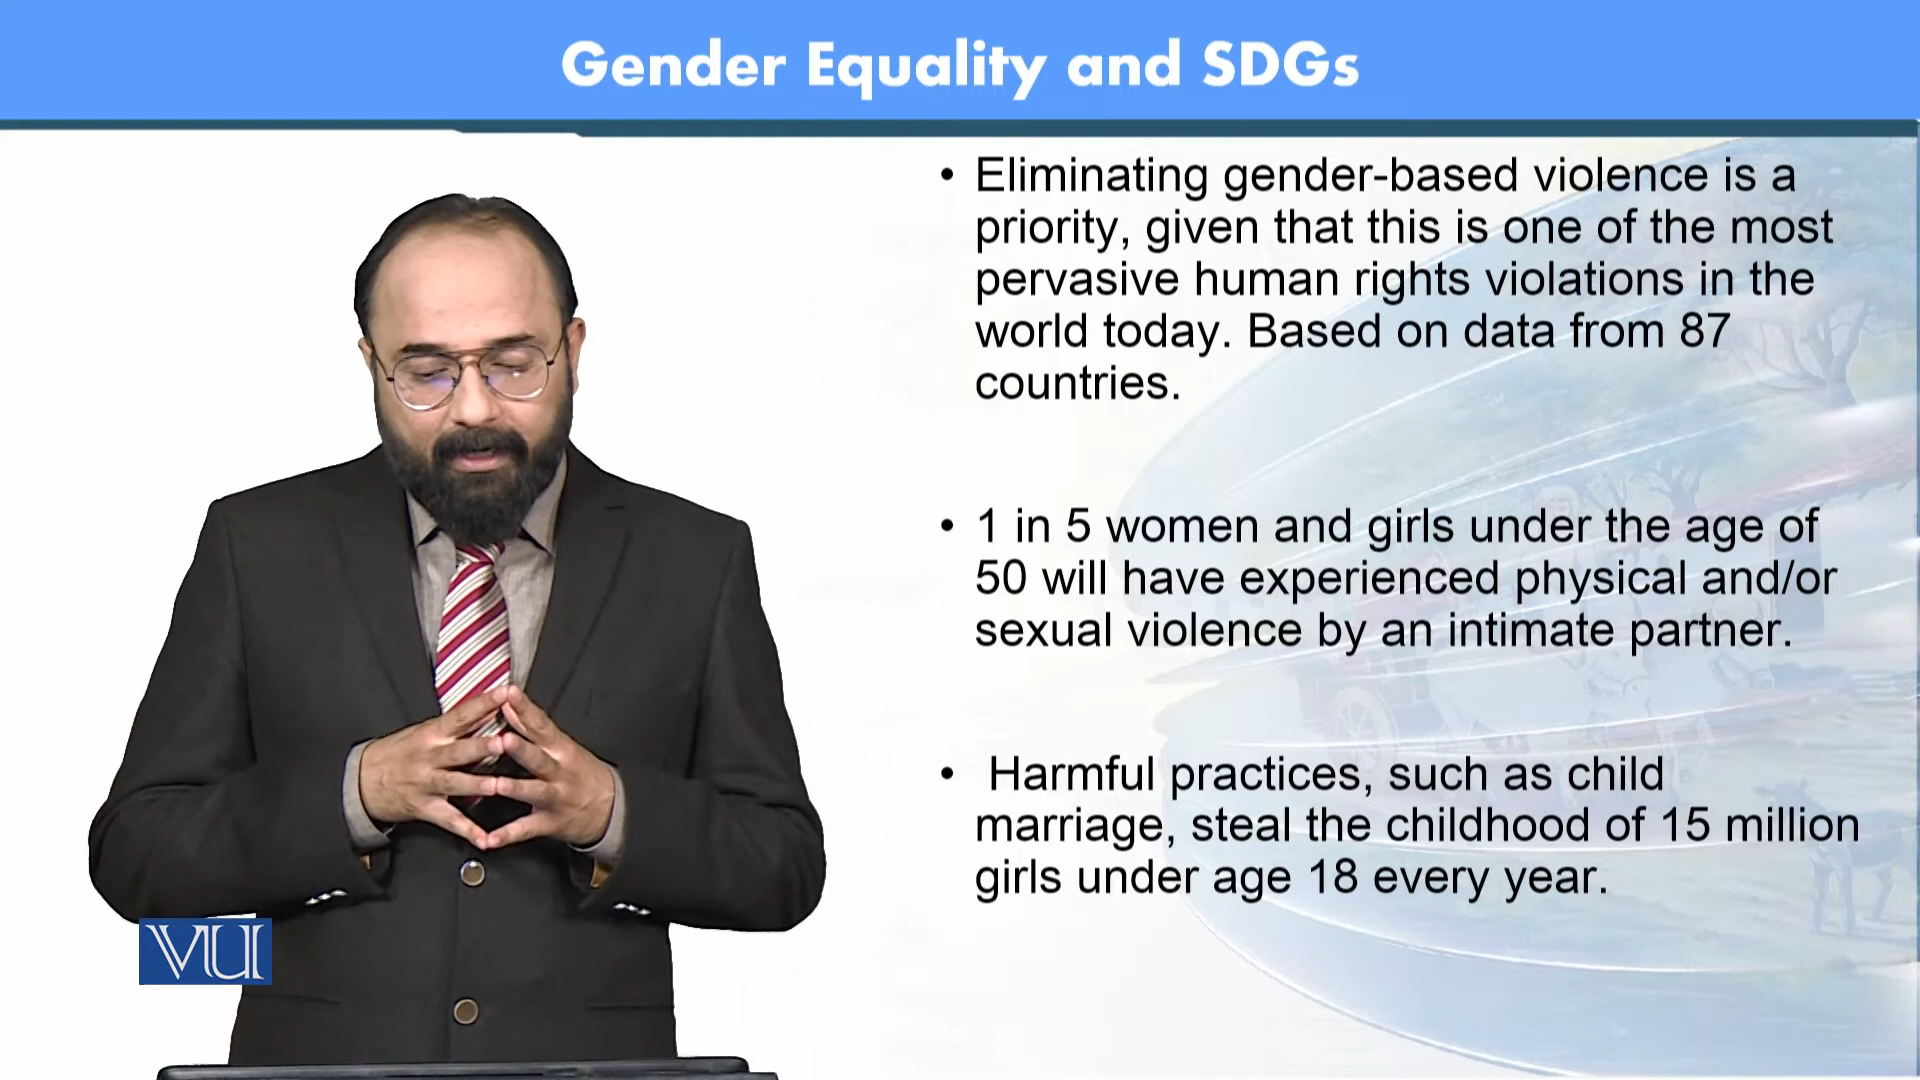 Gender Equality and SDGs
• Eliminating gender-based violence is a
priority, given that this is one of the most
pervasive human rights violations in the
world today. Based on data from 87
countries.
• 1 in 5 women and girls under the age of
50 will have experienced physical and/or
sexual violence by an intimate partner.
• Harmful practices, such as child
marriage, steal the childhood of 15 million
girls under age 18 every year.
VU